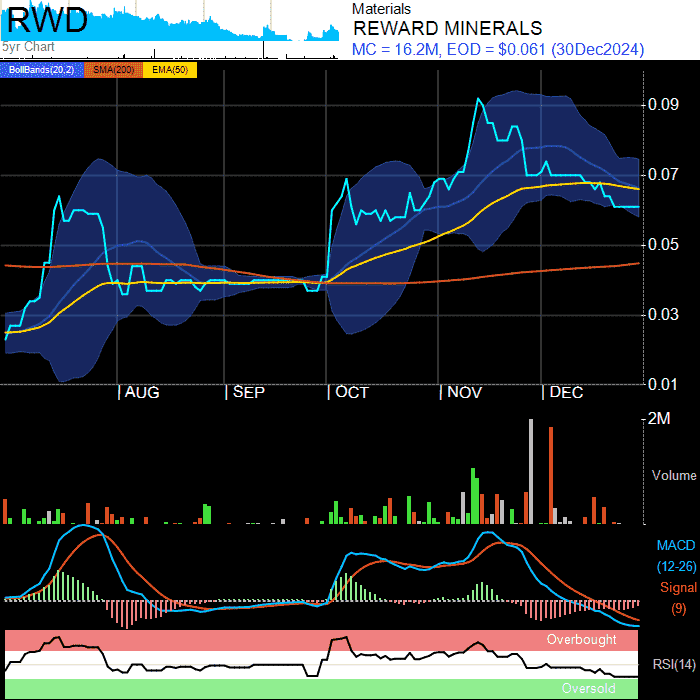 RWD
5yr Chart
Materials
REWARD MINERALS
MC = 16.2M, EOD = $0.061 (30Dec2024)
BollBands(20,2) SMA(200) EMA(50)
0.09
0.07
0.05
0.03
0.01
AUG SEP OCT NOV DEC
2M
Volume
MACD
(12-26)
Signal
(9)
Overbought
RSI(14)
Oversold